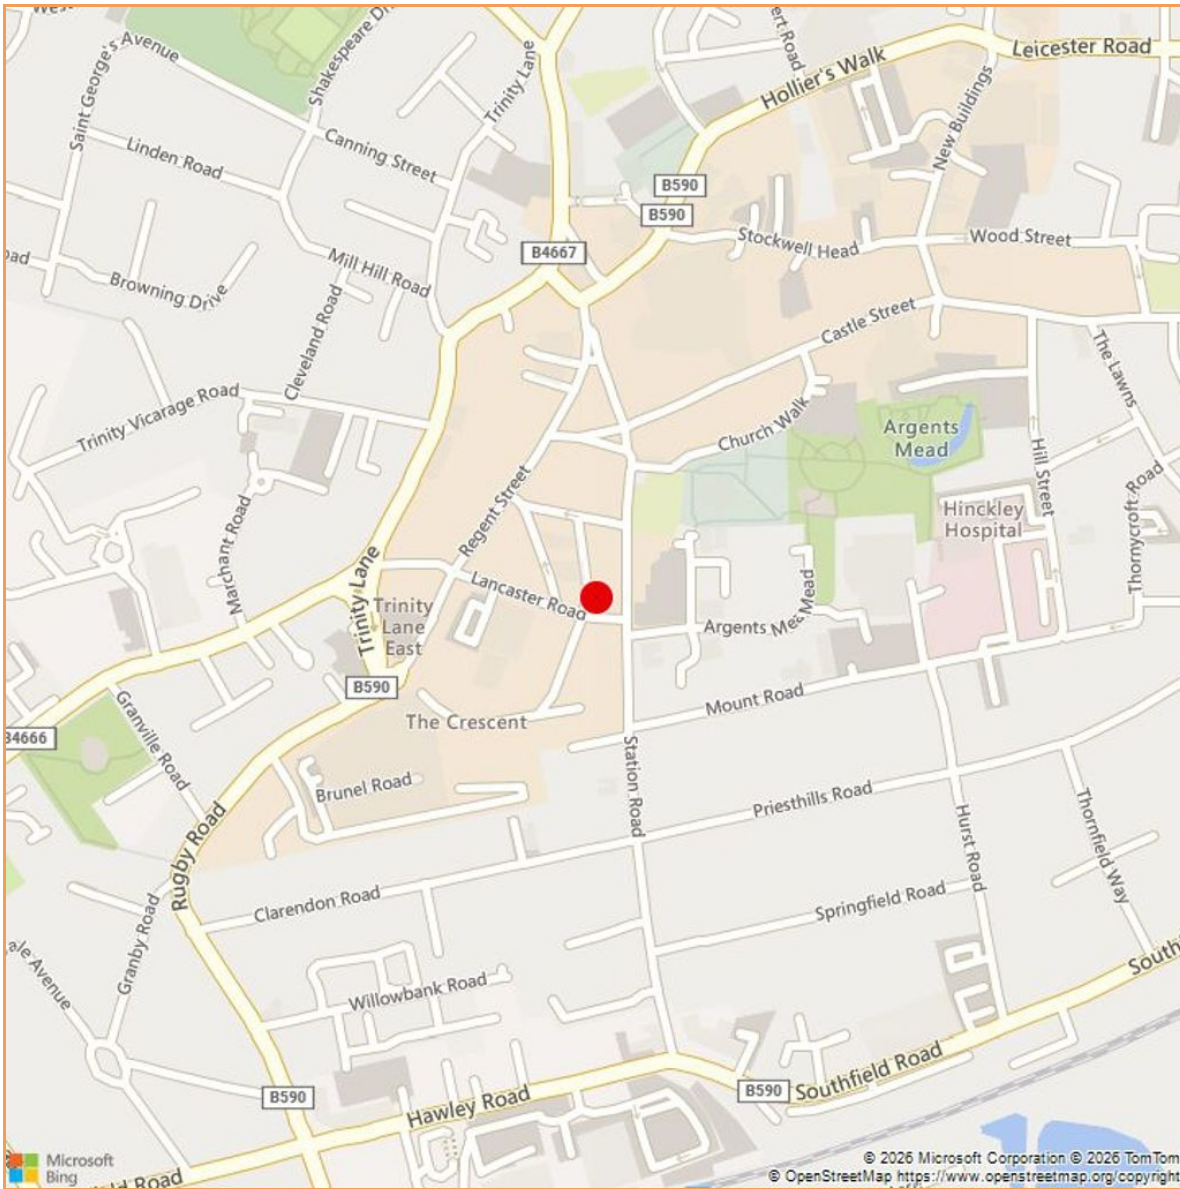 Saint George's Avenue
Shakespeare
Trinity Lane
Hollier's Walk
Leicester Road
Linden Road
Canning Street
New Buildings
B590
B590
B4667
Stockwell Head
Wood Street
Mill Hill Road
Browning Drive
Cleveland Road
Castle Street
The Lawns
Trinity Vicarage Road
Church Walk
Argents
Mead
Hill Street
Regent Street
Marchant Road
Hinckley
Hospital
Thornycroft Road
Trinity Lane
Lancaster Road
Trinity
Lane
East
Argents Mead
Mead
B590
Mount Road
The Crescent
Granville Road
Station Road
Brunel Road
Priesthills Road
Hurst Road
Thornfield Way
Rugby Road
Clarendon Road
Springfield Road
Granby Road
Willowbank Road
B590
Hawley Road
B590
Southfield Road
Microsoft
Bing
© 2026 Microsoft Corporation © 2026 TomTom
© OpenStreetMap https://www.openstreetmap.org/copyright